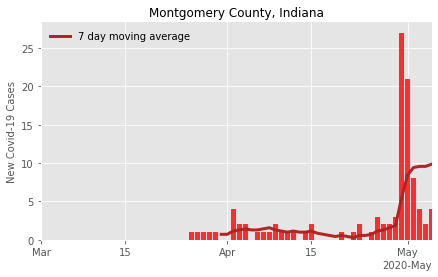 Montgomery County, Indiana
7 day moving average
New Covid-19 Cases
25
20
15
10
5
0
Mar 15 Apr 15 May
2020-May